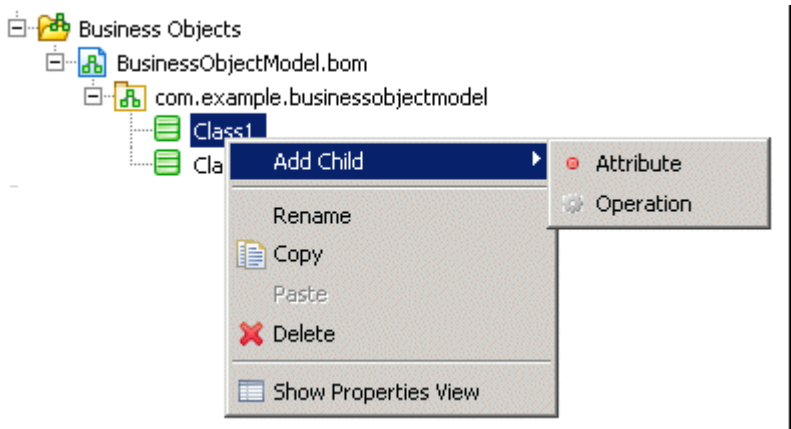 Business Objects
BusinessObjectModel.bom
com.example.businessobjectmodel
Class1
Cla
Add Child
Attribute
Operation
Rename
Copy
Paste
Delete
Show Properties View